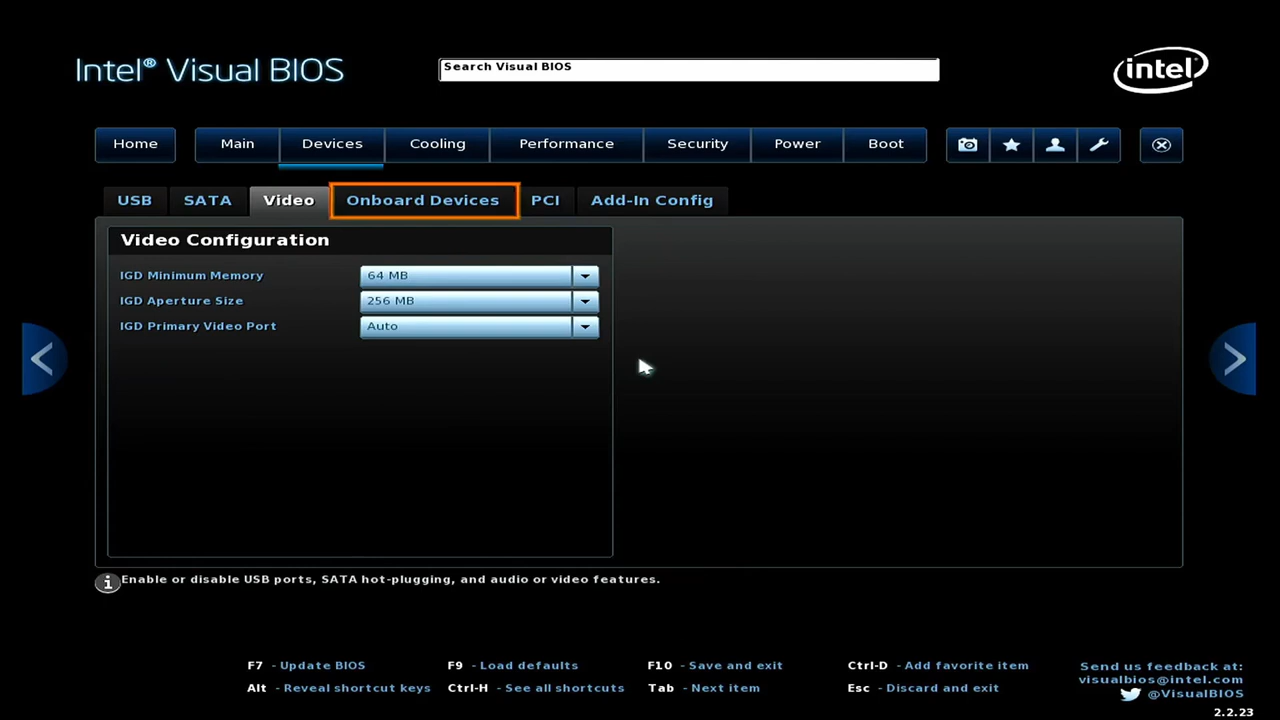 Intel® Visual BIOS
Search Visual BIOS
intel
Home Main Devices Cooling Performance Security Power Boot
USB SATA Video Onboard Devices PCI Add-In Config
Video Configuration
IGD Minimum Memory 64 MB
IGD Aperture Size 256 MB
IGD Primary Video Port Auto
Enable or disable USB ports, SATA hot-plugging, and audio or video features.
F7 - Update BIOS F9 - Load defaults F10 - Save and exit Ctrl-D - Add favorite item
Alt - Reveal shortcut keys Ctrl-H - See all shortcuts Tab - Next item Esc - Discard and exit
Send us feedback at:
visualbios@intel.com
@VisualBIOS
2.2.23